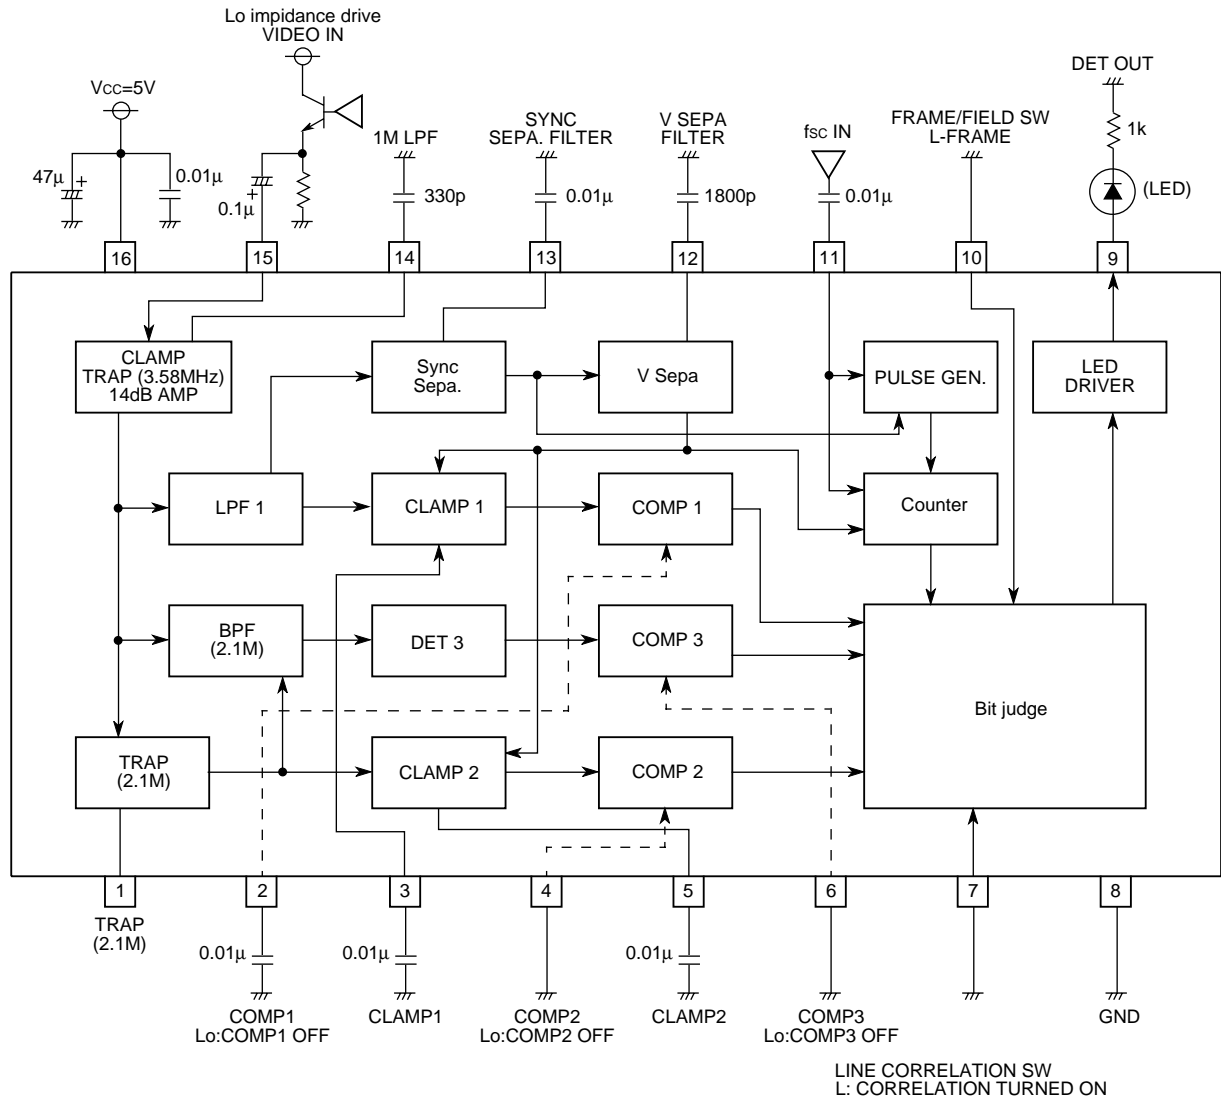 Lo impidance drive
VIDEO IN
VCC=5V
47μ
+
0.01μ
0.1μ
+
1M LPF
330p
SYNC
SEPA. FILTER
0.01μ
V SEPA
FILTER
1800p
fSC IN
0.01μ
FRAME/FIELD SW
L-FRAME
DET OUT
1k
(LED)
16
15
14
13
12
11
10
9
CLAMP
TRAP (3.58MHz)
14dB AMP
Sync
Sepa.
V Sepa
PULSE GEN.
LED
DRIVER
LPF 1
CLAMP 1
COMP 1
Counter
BPF
(2.1M)
DET 3
COMP 3
Bit judge
TRAP
(2.1M)
CLAMP 2
COMP 2
1
2
3
4
5
6
7
8
TRAP
(2.1M)
0.01μ
0.01μ
0.01μ
COMP1
Lo:COMP1 OFF
CLAMP1
COMP2
Lo:COMP2 OFF
CLAMP2
COMP3
Lo:COMP3 OFF
GND
LINE CORRELATION SW
L: CORRELATION TURNED ON